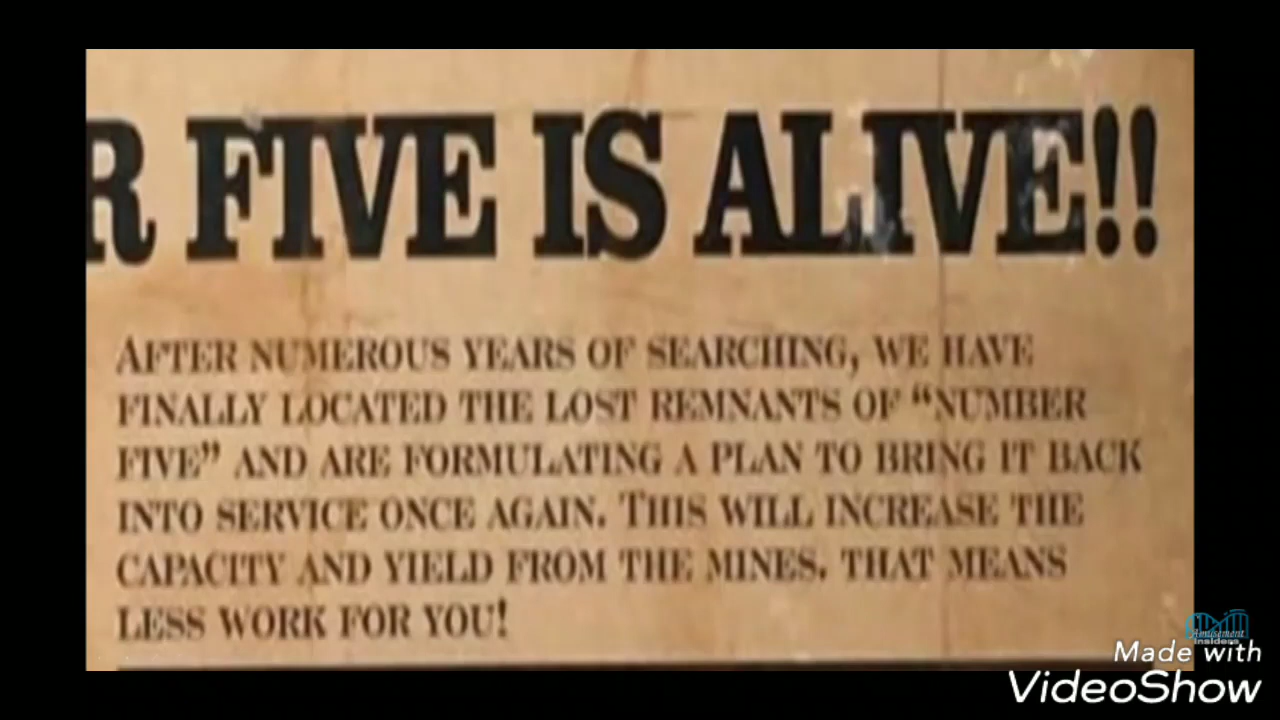 R FIVE IS ALIVE!!
AFTER NUMEROUS YEARS OF SEARCHING, WE HAVE
FINALLY LOCATED THE LOST REMNANTS OF “NUMBER
FIVE” AND ARE FORMULATING A PLAN TO BRING IT BACK
INTO SERVICE ONCE AGAIN. THIS WILL INCREASE THE
CAPACITY AND YIELD FROM THE MINES. THAT MEANS
LESS WORK FOR YOU!
Amusement
Insiders
Made with
VideoShow